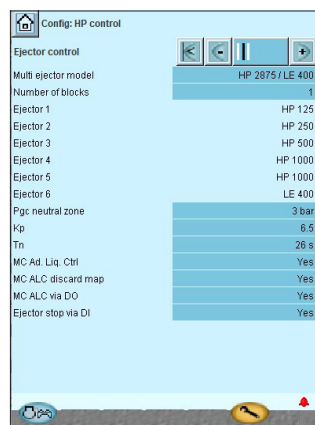 Config: HP control
Ejector control
Multi ejector model HP 2875 / LE 400
Number of blocks 1
Ejector 1 HP 125
Ejector 2 HP 250
Ejector 3 HP 500
Ejector 4 HP 1000
Ejector 5 HP 1000
Ejector 6 LE 400
Pgc neutral zone 3 bar
Kp 6.5
Tn 26 s
MC Ad. Liq. Ctrl Yes
MC ALC discard map Yes
MC ALC via DO Yes
Ejector stop via DI Yes